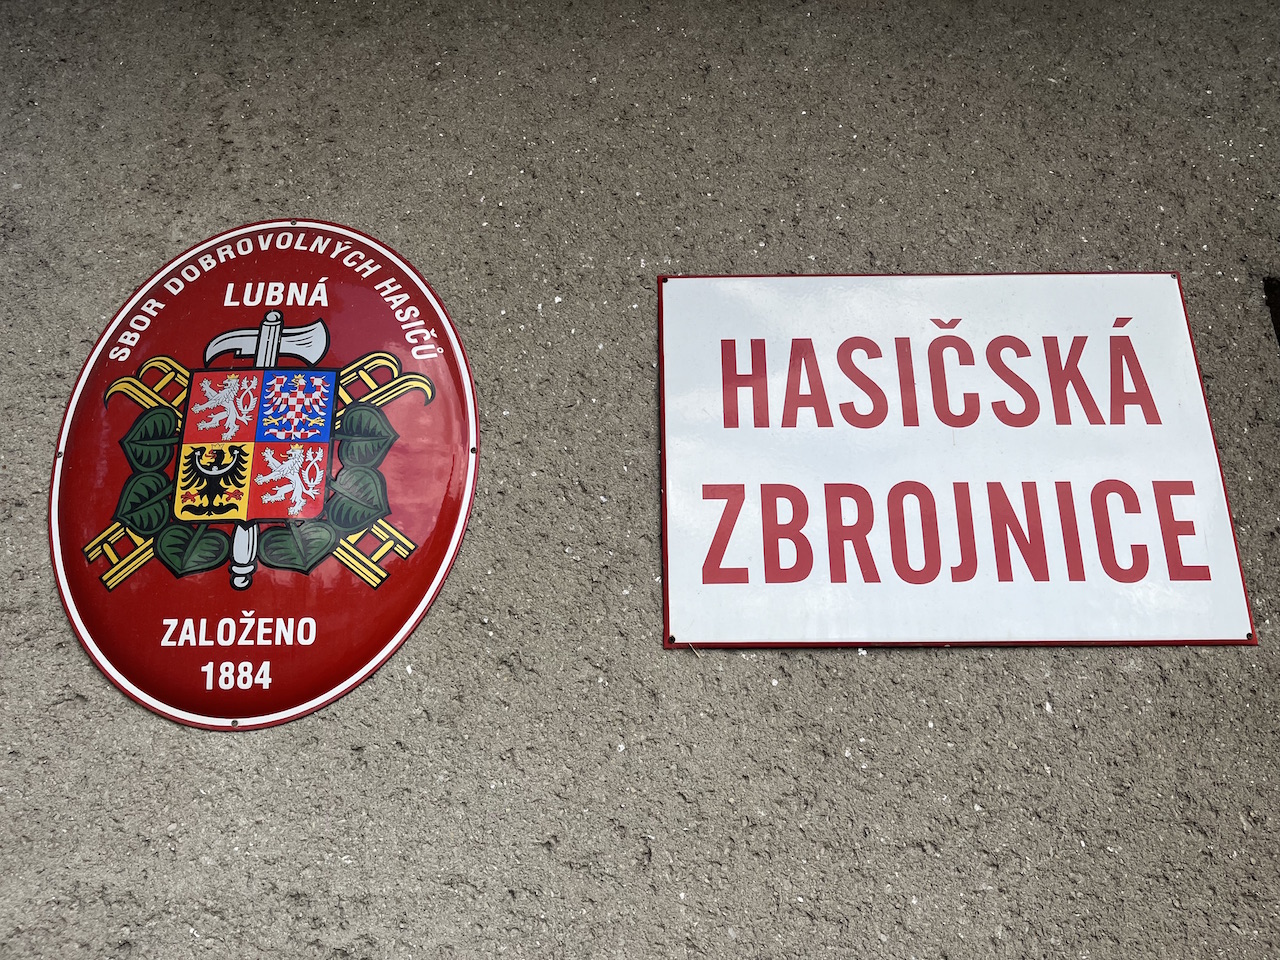 SBOR DOBROVOLNÝCH HASIČŮ
LUBNÁ
ZALOŽENO
1884
HASIČSKÁ
ZBROJNICE